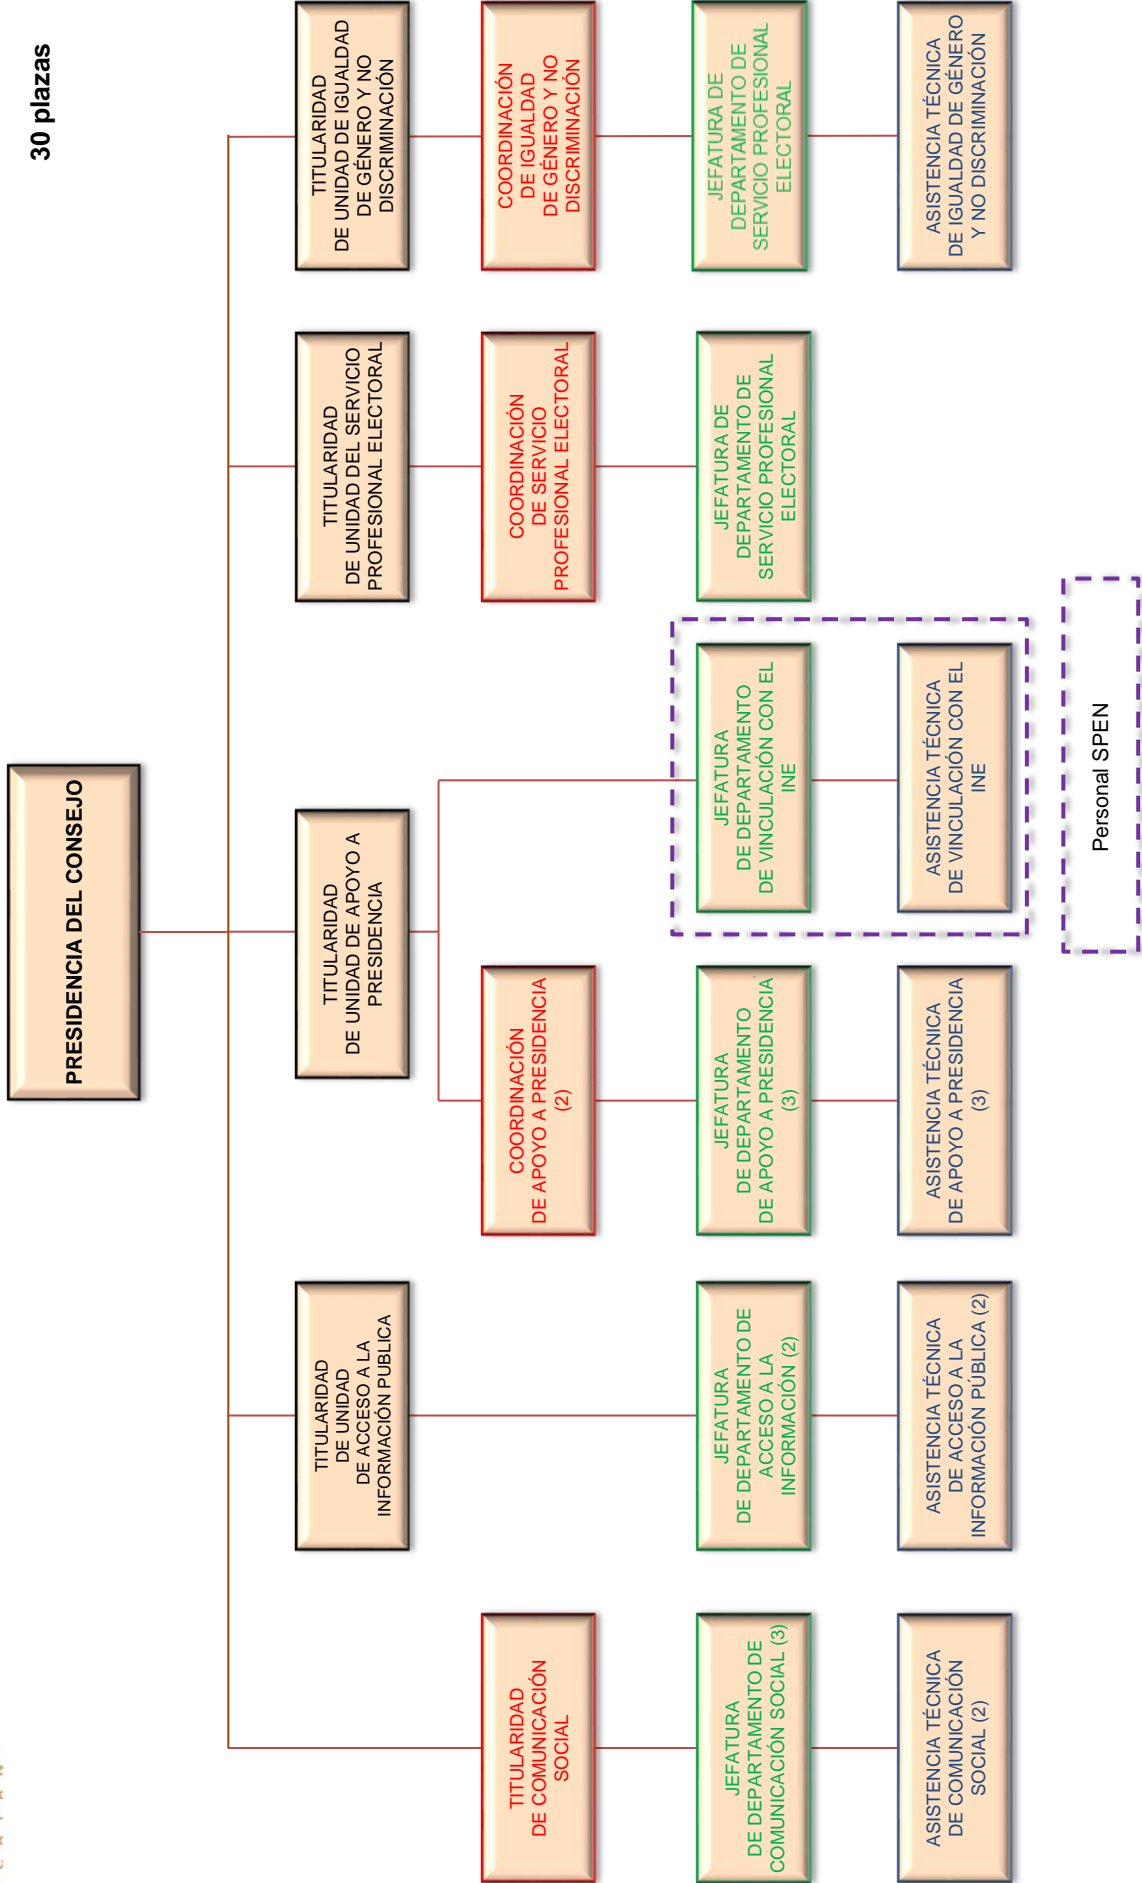 30 plazas
PRESIDENCIA DEL CONSEJO
TITULARIDAD
DE UNIDAD
DE ACCESO A LA
INFORMACIÓN PUBLICA
TITULARIDAD
DE UNIDAD DE APOYO A
PRESIDENCIA
TITULARIDAD
DE UNIDAD DEL SERVICIO
PROFESIONAL ELECTORAL
TITULARIDAD
DE UNIDAD DE IGUALDAD
DE GÉNERO Y NO
DISCRIMINACIÓN
TITULARIDAD
DE COMUNICACIÓN
SOCIAL
COORDINACIÓN
DE APOYO A PRESIDENCIA
(2)
COORDINACIÓN
DE SERVICIO
PROFESIONAL ELECTORAL
COORDINACIÓN
DE IGUALDAD
DE GÉNERO Y NO
DISCRIMINACIÓN
JEFATURA
DE DEPARTAMENTO DE
COMUNICACIÓN SOCIAL (3)
JEFATURA
DE DEPARTAMENTO DE
ACCESO A LA
INFORMACIÓN (2)
JEFATURA
DE DEPARTAMENTO
DE APOYO A PRESIDENCIA
(3)
JEFATURA
DE DEPARTAMENTO
DE VINCULACIÓN CON EL
INE
JEFATURA DE
DEPARTAMENTO DE
SERVICIO PROFESIONAL
ELECTORAL
JEFATURA DE
DEPARTAMENTO DE
SERVICIO PROFESIONAL
ELECTORAL
ASISTENCIA TÉCNICA
DE COMUNICACIÓN
SOCIAL (2)
ASISTENCIA TÉCNICA
DE ACCESO A LA
INFORMACIÓN PÚBLICA (2)
ASISTENCIA TÉCNICA
DE APOYO A PRESIDENCIA
(3)
ASISTENCIA TÉCNICA
DE VINCULACIÓN CON EL
INE
ASISTENCIA TÉCNICA
DE IGUALDAD DE GÉNERO
Y NO DISCRIMINACIÓN
Personal SPEN